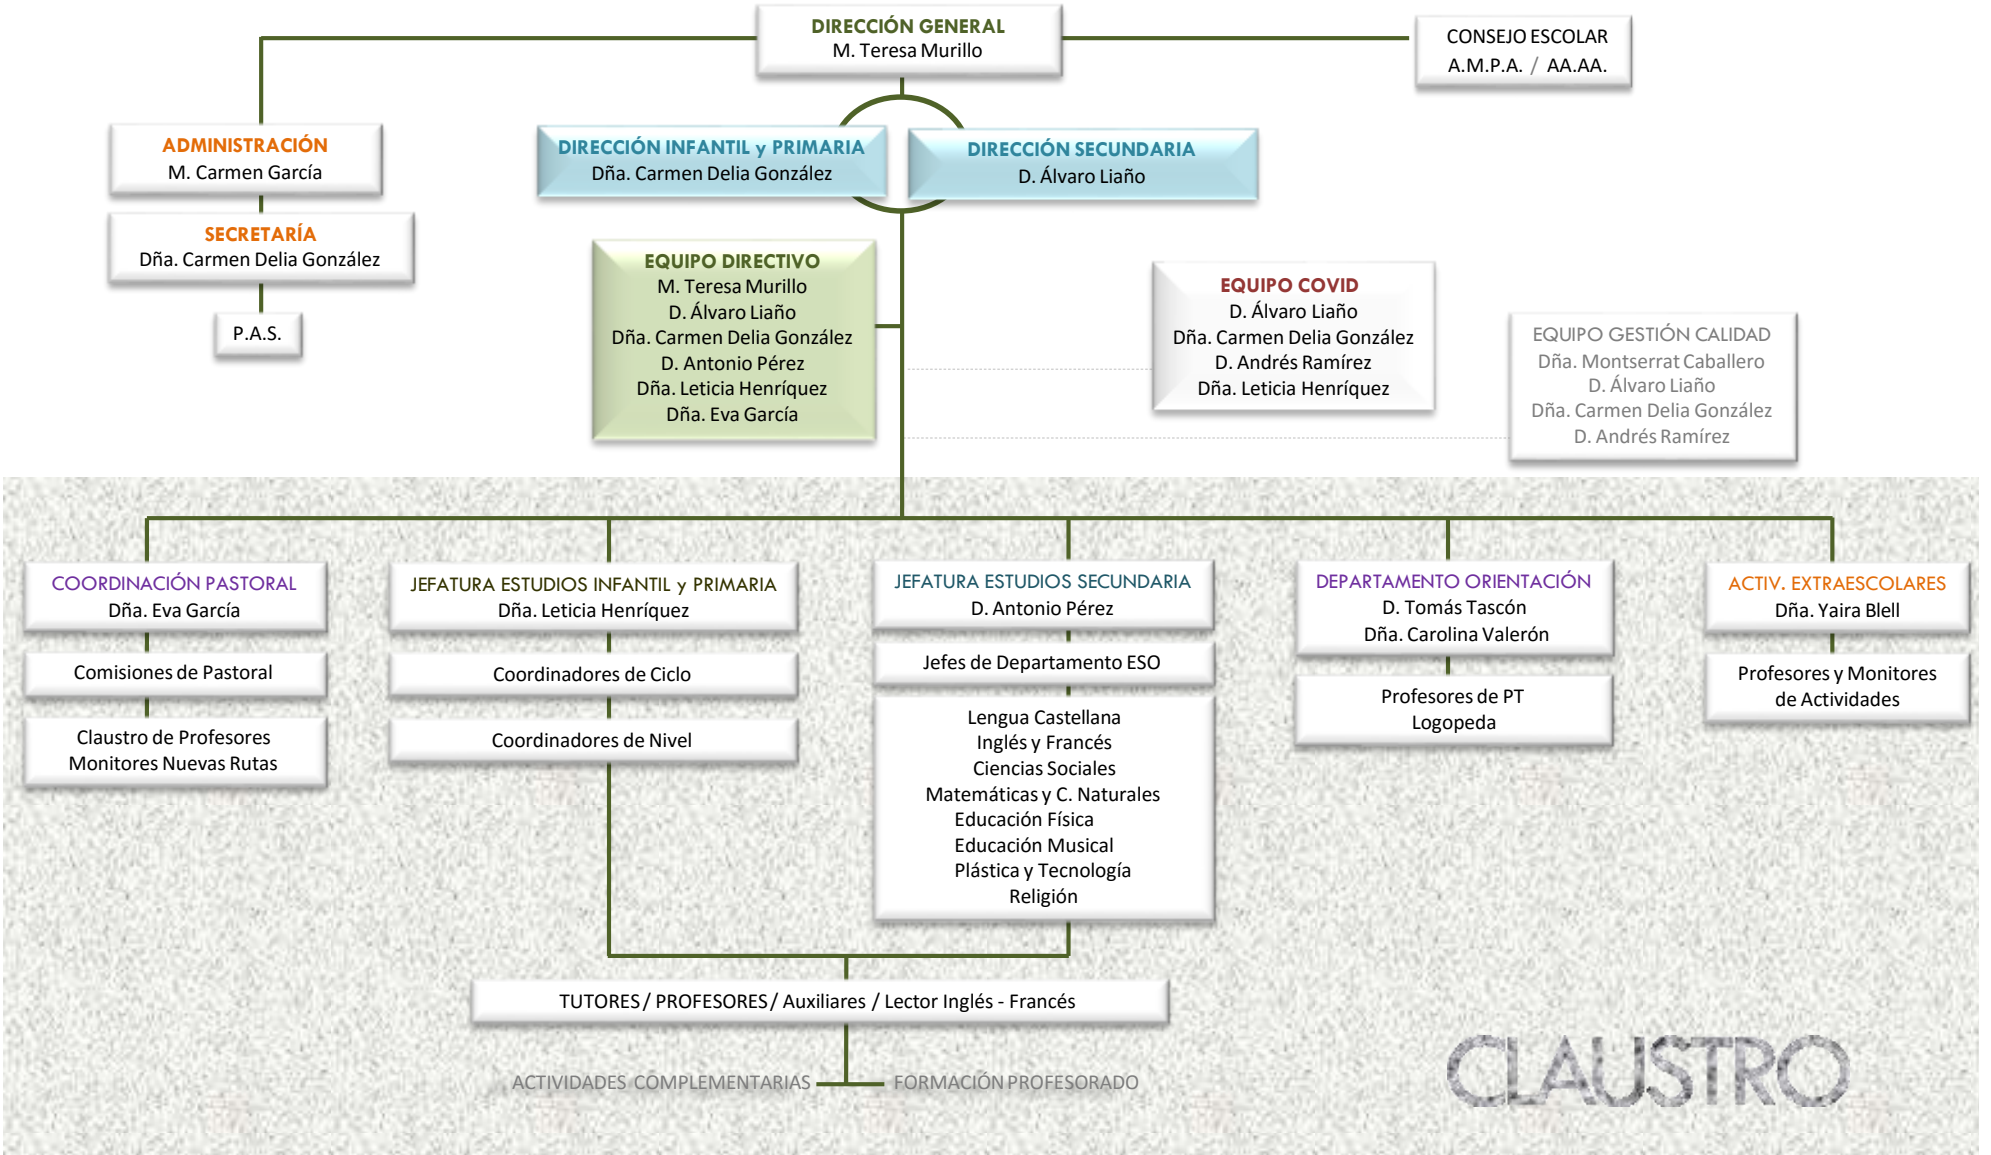 DIRECCIÓN GENERAL
M. Teresa Murillo
CONSEJO ESCOLAR
A.M.P.A. / AA.AA.
ADMINISTRACIÓN
M. Carmen García
DIRECCIÓN INFANTIL y PRIMARIA
Dña. Carmen Delia González
DIRECCIÓN SECUNDARIA
D. Álvaro Liaño
SECRETARÍA
Dña. Carmen Delia González
P.A.S.
EQUIPO DIRECTIVO
M. Teresa Murillo
D. Álvaro Liaño
Dña. Carmen Delia González
D. Antonio Pérez
Dña. Leticia Henríquez
Dña. Eva García
EQUIPO COVID
D. Álvaro Liaño
Dña. Carmen Delia González
D. Andrés Ramírez
Dña. Leticia Henríquez
EQUIPO GESTIÓN CALIDAD
Dña. Montserrat Caballero
D. Álvaro Liaño
Dña. Carmen Delia González
D. Andrés Ramírez
COORDINACIÓN PASTORAL
Dña. Eva García
Comisiones de Pastoral
Claustro de Profesores
Monitores Nuevas Rutas
JEFATURA ESTUDIOS INFANTIL y PRIMARIA
Dña. Leticia Henríquez
Coordinadores de Ciclo
Coordinadores de Nivel
JEFATURA ESTUDIOS SECUNDARIA
D. Antonio Pérez
Jefes de Departamento ESO
Lengua Castellana
Inglés y Francés
Ciencias Sociales
Matemáticas y C. Naturales
Educación Física
Educación Musical
Plástica y Tecnología
Religión
DEPARTAMENTO ORIENTACIÓN
D. Tomás Tascón
Dña. Carolina Valerón
Profesores de PT
Logopeda
ACTIV. EXTRAESCOLARES
Dña. Yaira Blell
Profesores y Monitores
de Actividades
TUTORES / PROFESORES / Auxiliares / Lector Inglés - Francés
ACTIVIDADES COMPLEMENTARIAS
FORMACIÓN PROFESORADO
CLAUSTRO